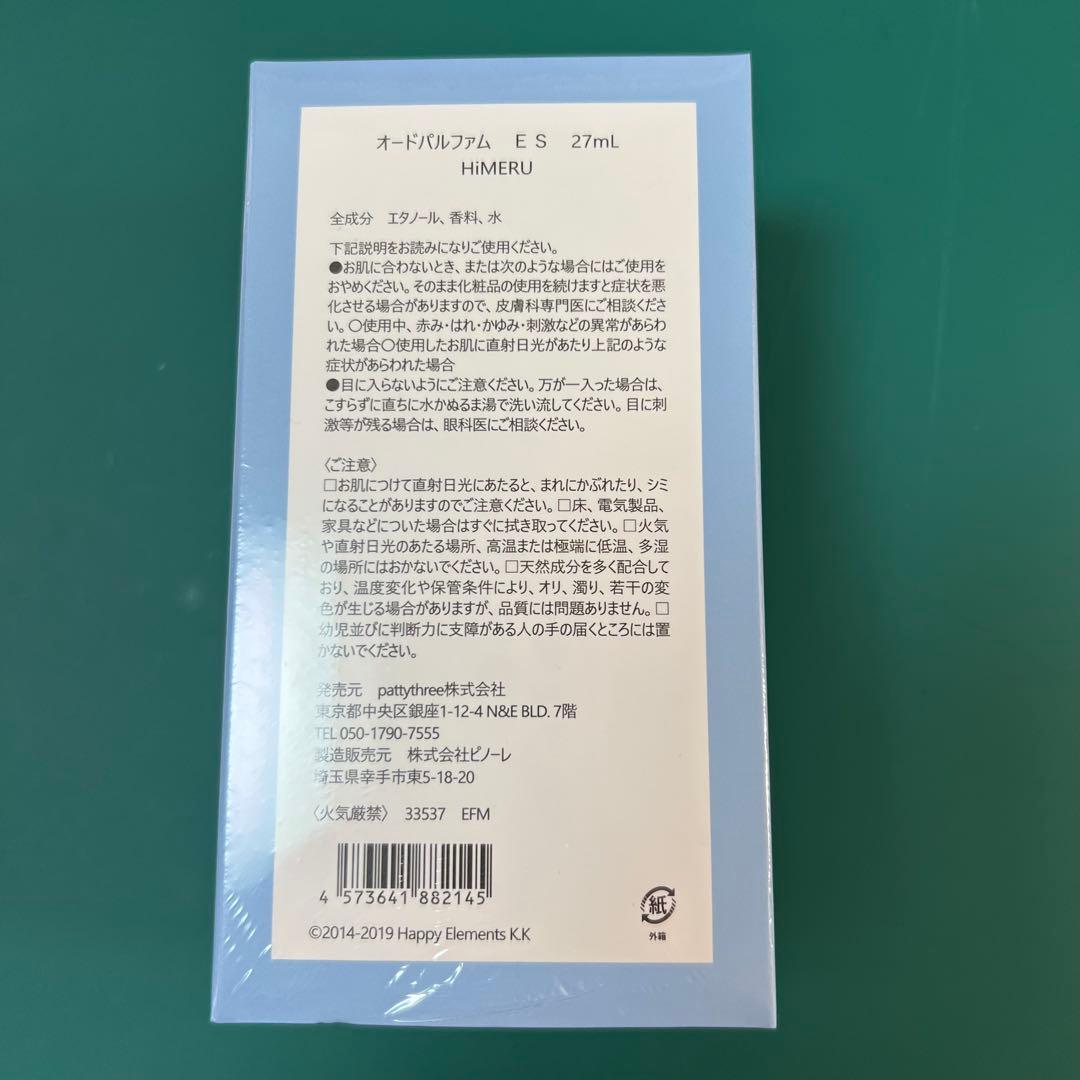 オードパルファム　ＥＳ　27mL
HiMERU
全成分　エタノール、香料、水
下記説明をお読みになりご使用ください。
●お肌に合わないとき、または次のような場合にはご使用を
おやめください。そのまま化粧品の使用を続けますと症状を悪
化させる場合がありますので、皮膚科専門医にご相談くださ
い。〇使用中、赤み・はれ・かゆみ・刺激などの異常があらわ
れた場合〇使用したお肌に直射日光があたり上記のような
症状があらわれた場合
●目に入らないようにご注意ください。万が一入った場合は、
こすらずに直ちに水かぬるま湯で洗い流してください。目に刺
激等が残る場合は、眼科医にご相談ください。
〈ご注意〉
□お肌につけて直射日光にあたると、まれにかぶれたり、シミ
になることがありますのでご注意ください。□床、電気製品、
家具などについた場合はすぐに拭き取ってください。□火気
や直射日光のあたる場所、高温または極端に低温、多湿
の場所にはおかないでください。□天然成分を多く配合して
おり、温度変化や保管条件により、オリ、濁り、若干の変
色が生じる場合がありますが、品質には問題ありません。□
幼児並びに判断力に支障がある人の手の届くところには置
かないでください。
発売元　pattythree株式会社
東京都中央区銀座1-12-4 N&E BLD. 7階
TEL 050-1790-7555
製造販売元　株式会社ピノーレ
埼玉県幸手市東5-18-20
〈火気厳禁〉　33537　EFM
4 573641 882145
紙
外箱
©2014-2019 Happy Elements K.K